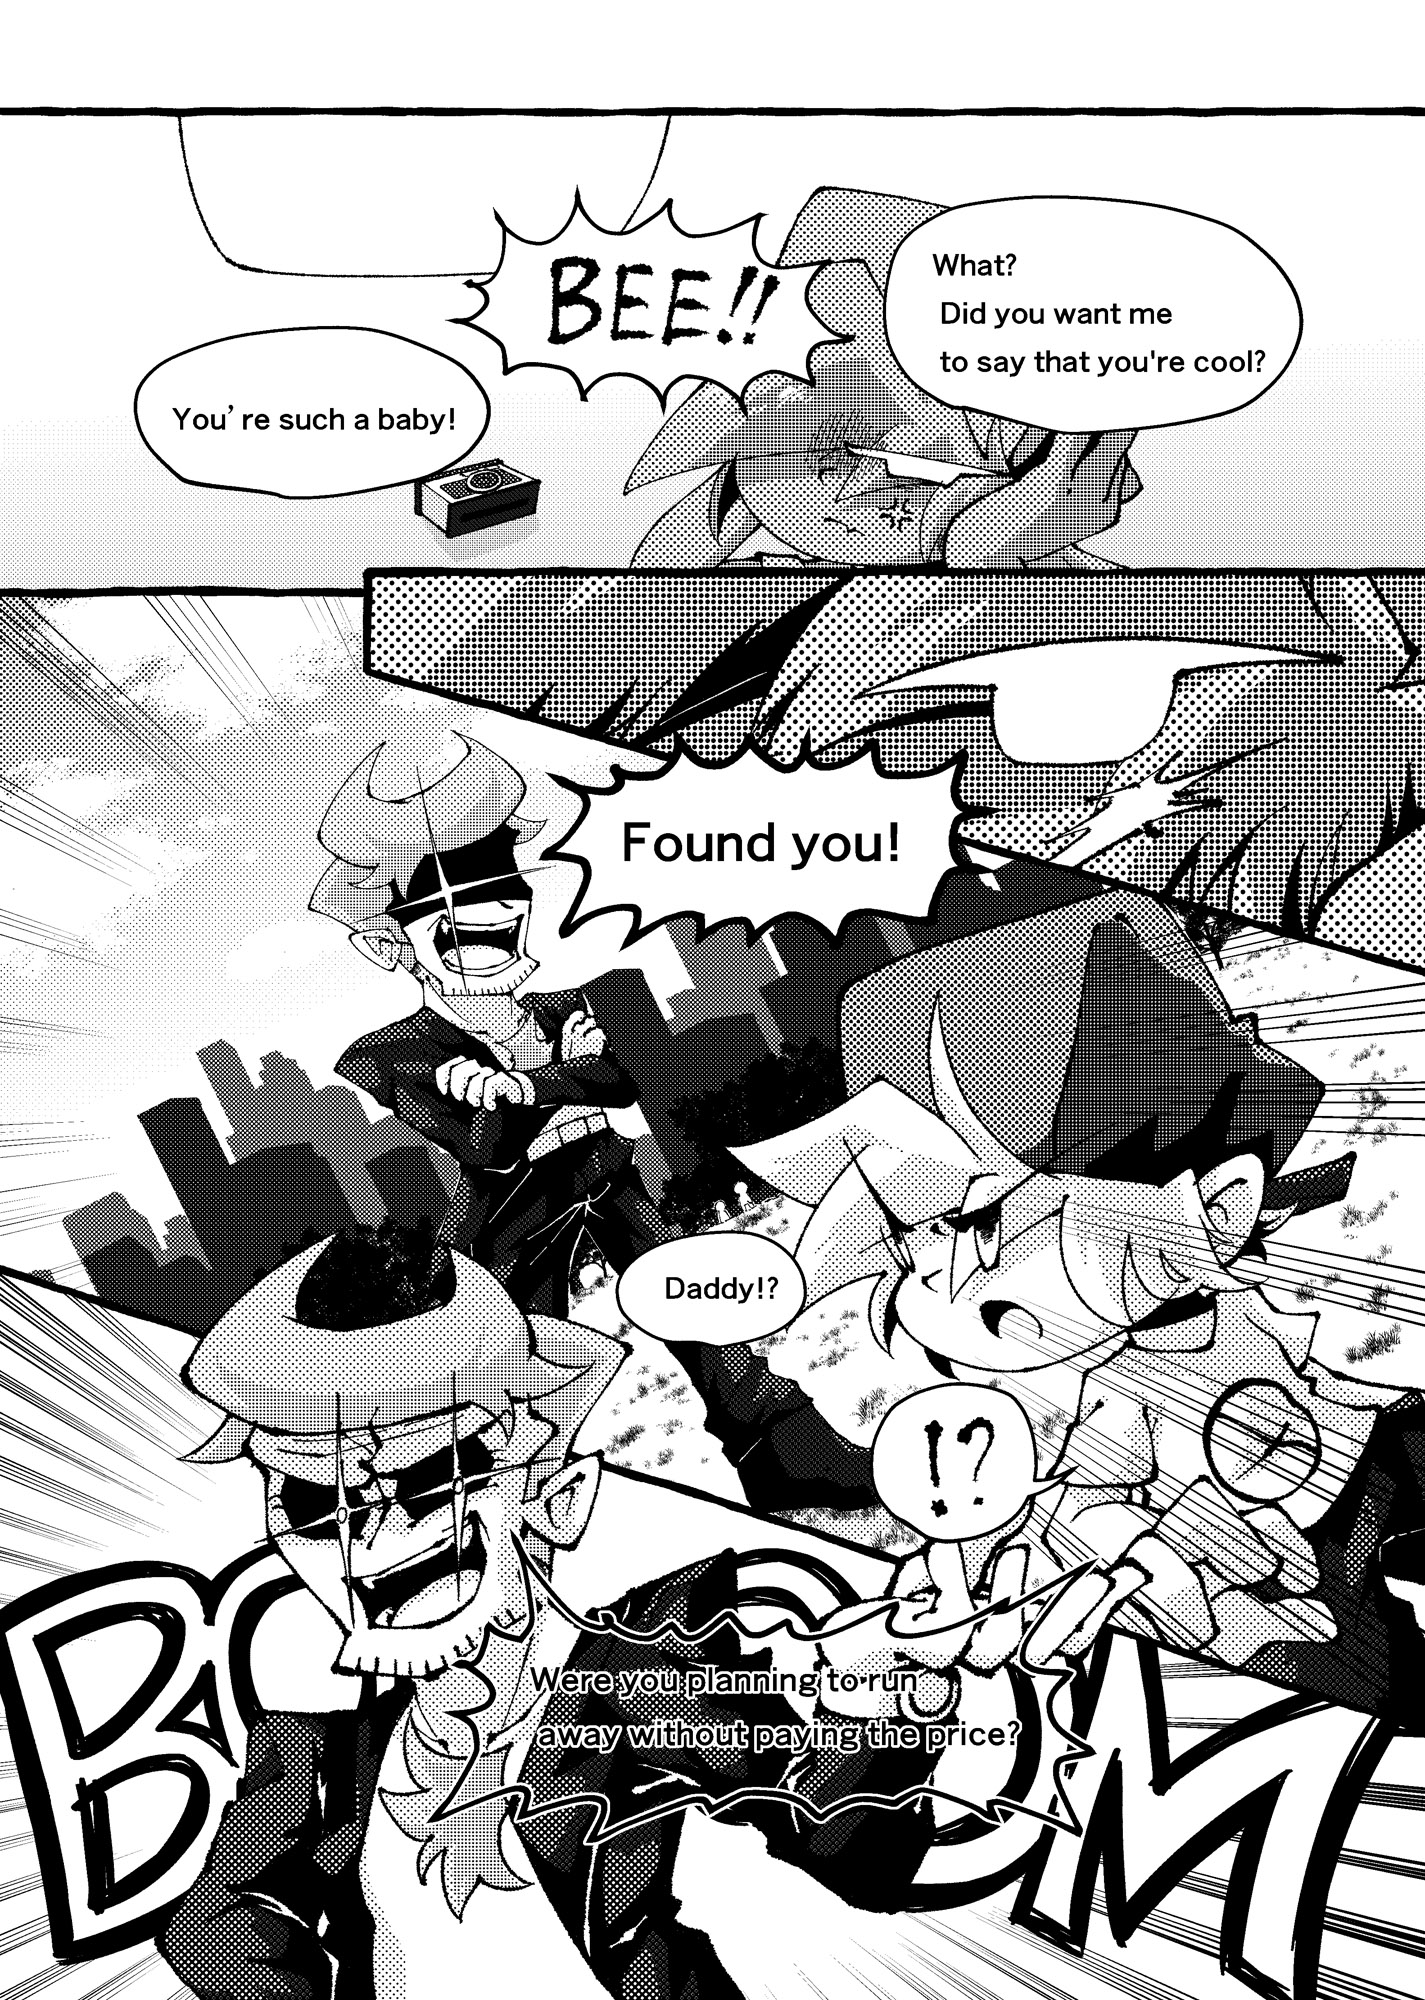 What?
Did you want me
to say that you're cool?
BEE!!
You're such a baby!
Found you!
Daddy!?
!?
Were you planning to run
away without paying the price?
BOOM